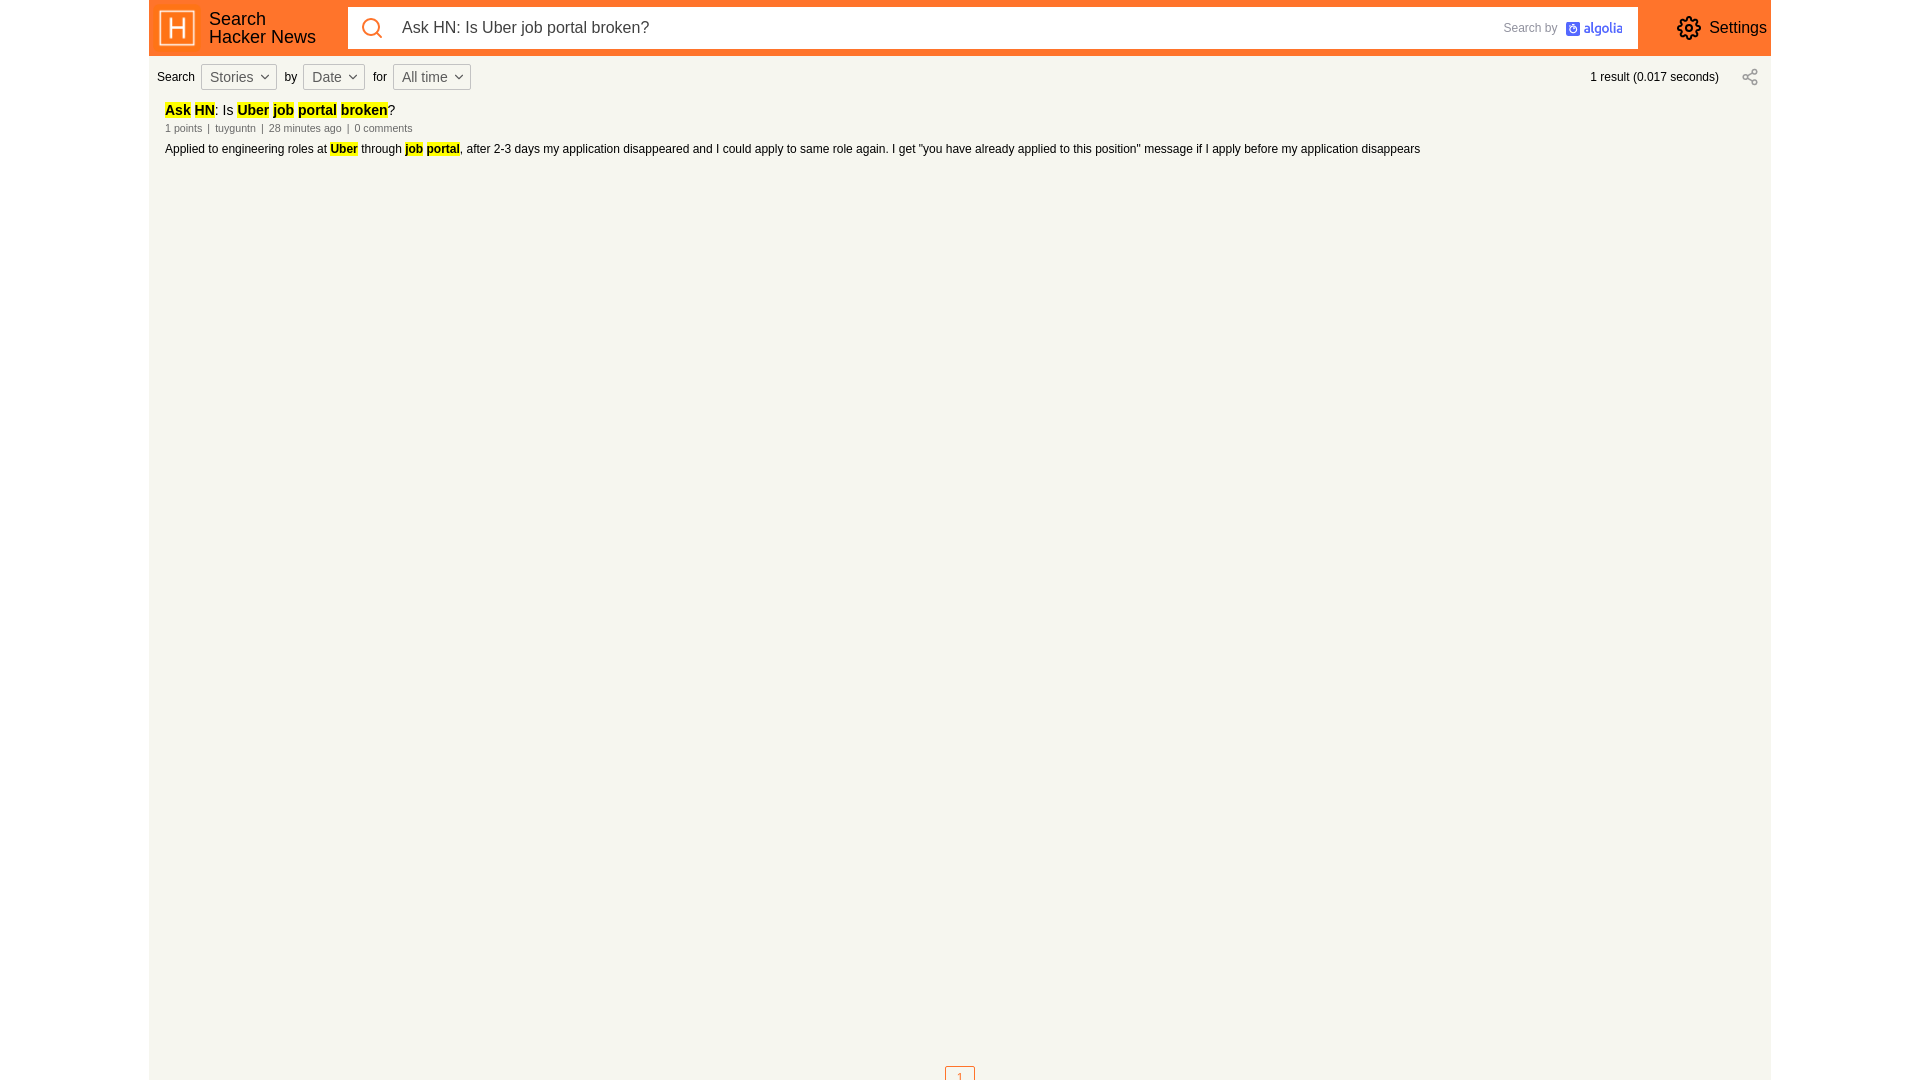 Search
Hacker News
Ask HN: Is Uber job portal broken?
Search by algolia
Settings
Search Stories by Date for All time
1 result (0.017 seconds)
Ask HN: Is Uber job portal broken?
1 points | tuyguntn | 28 minutes ago | 0 comments
Applied to engineering roles at Uber through job portal, after 2-3 days my application disappeared and I could apply to same role again. I get "you have already applied to this position" message if I apply before my application disappears
1